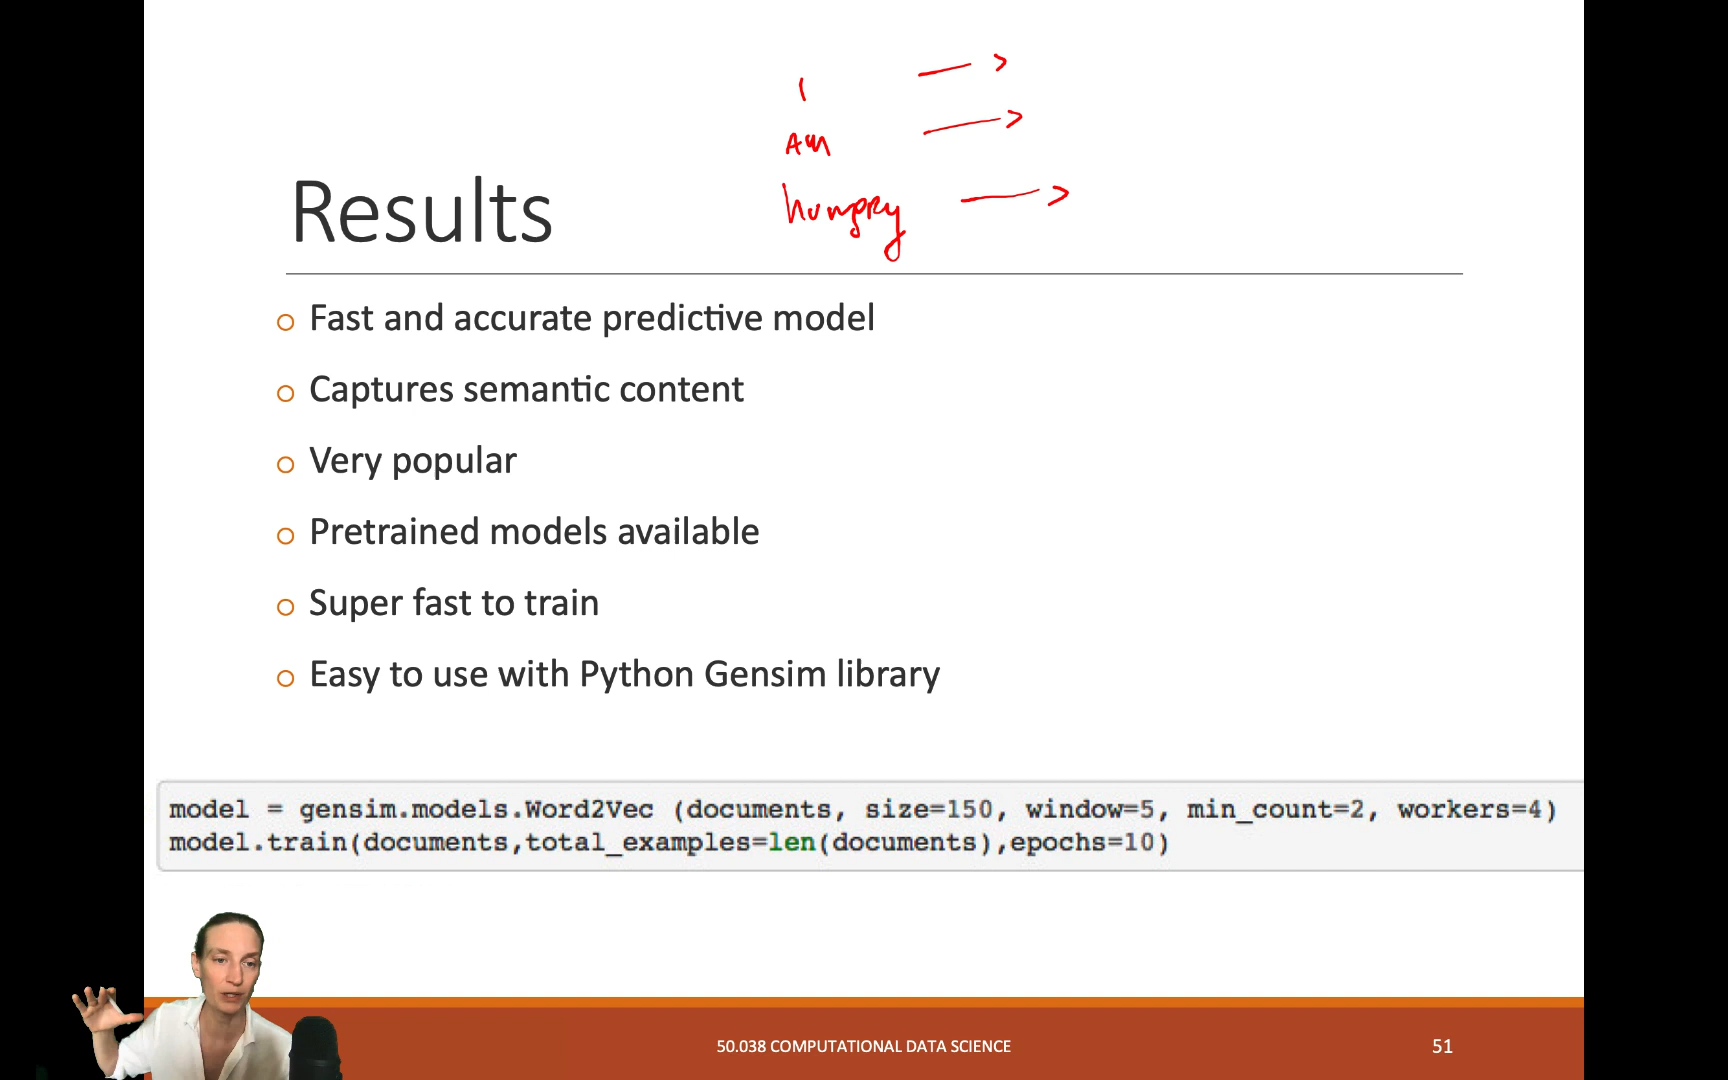 I
Am
hungry
Results
Fast and accurate predictive model
Captures semantic content
Very popular
Pretrained models available
Super fast to train
Easy to use with Python Gensim library
model = gensim.models.Word2Vec (documents, size=150, window=5, min_count=2, workers=4)
model.train(documents,total_examples=len(documents),epochs=10)
50.038 COMPUTATIONAL DATA SCIENCE
51